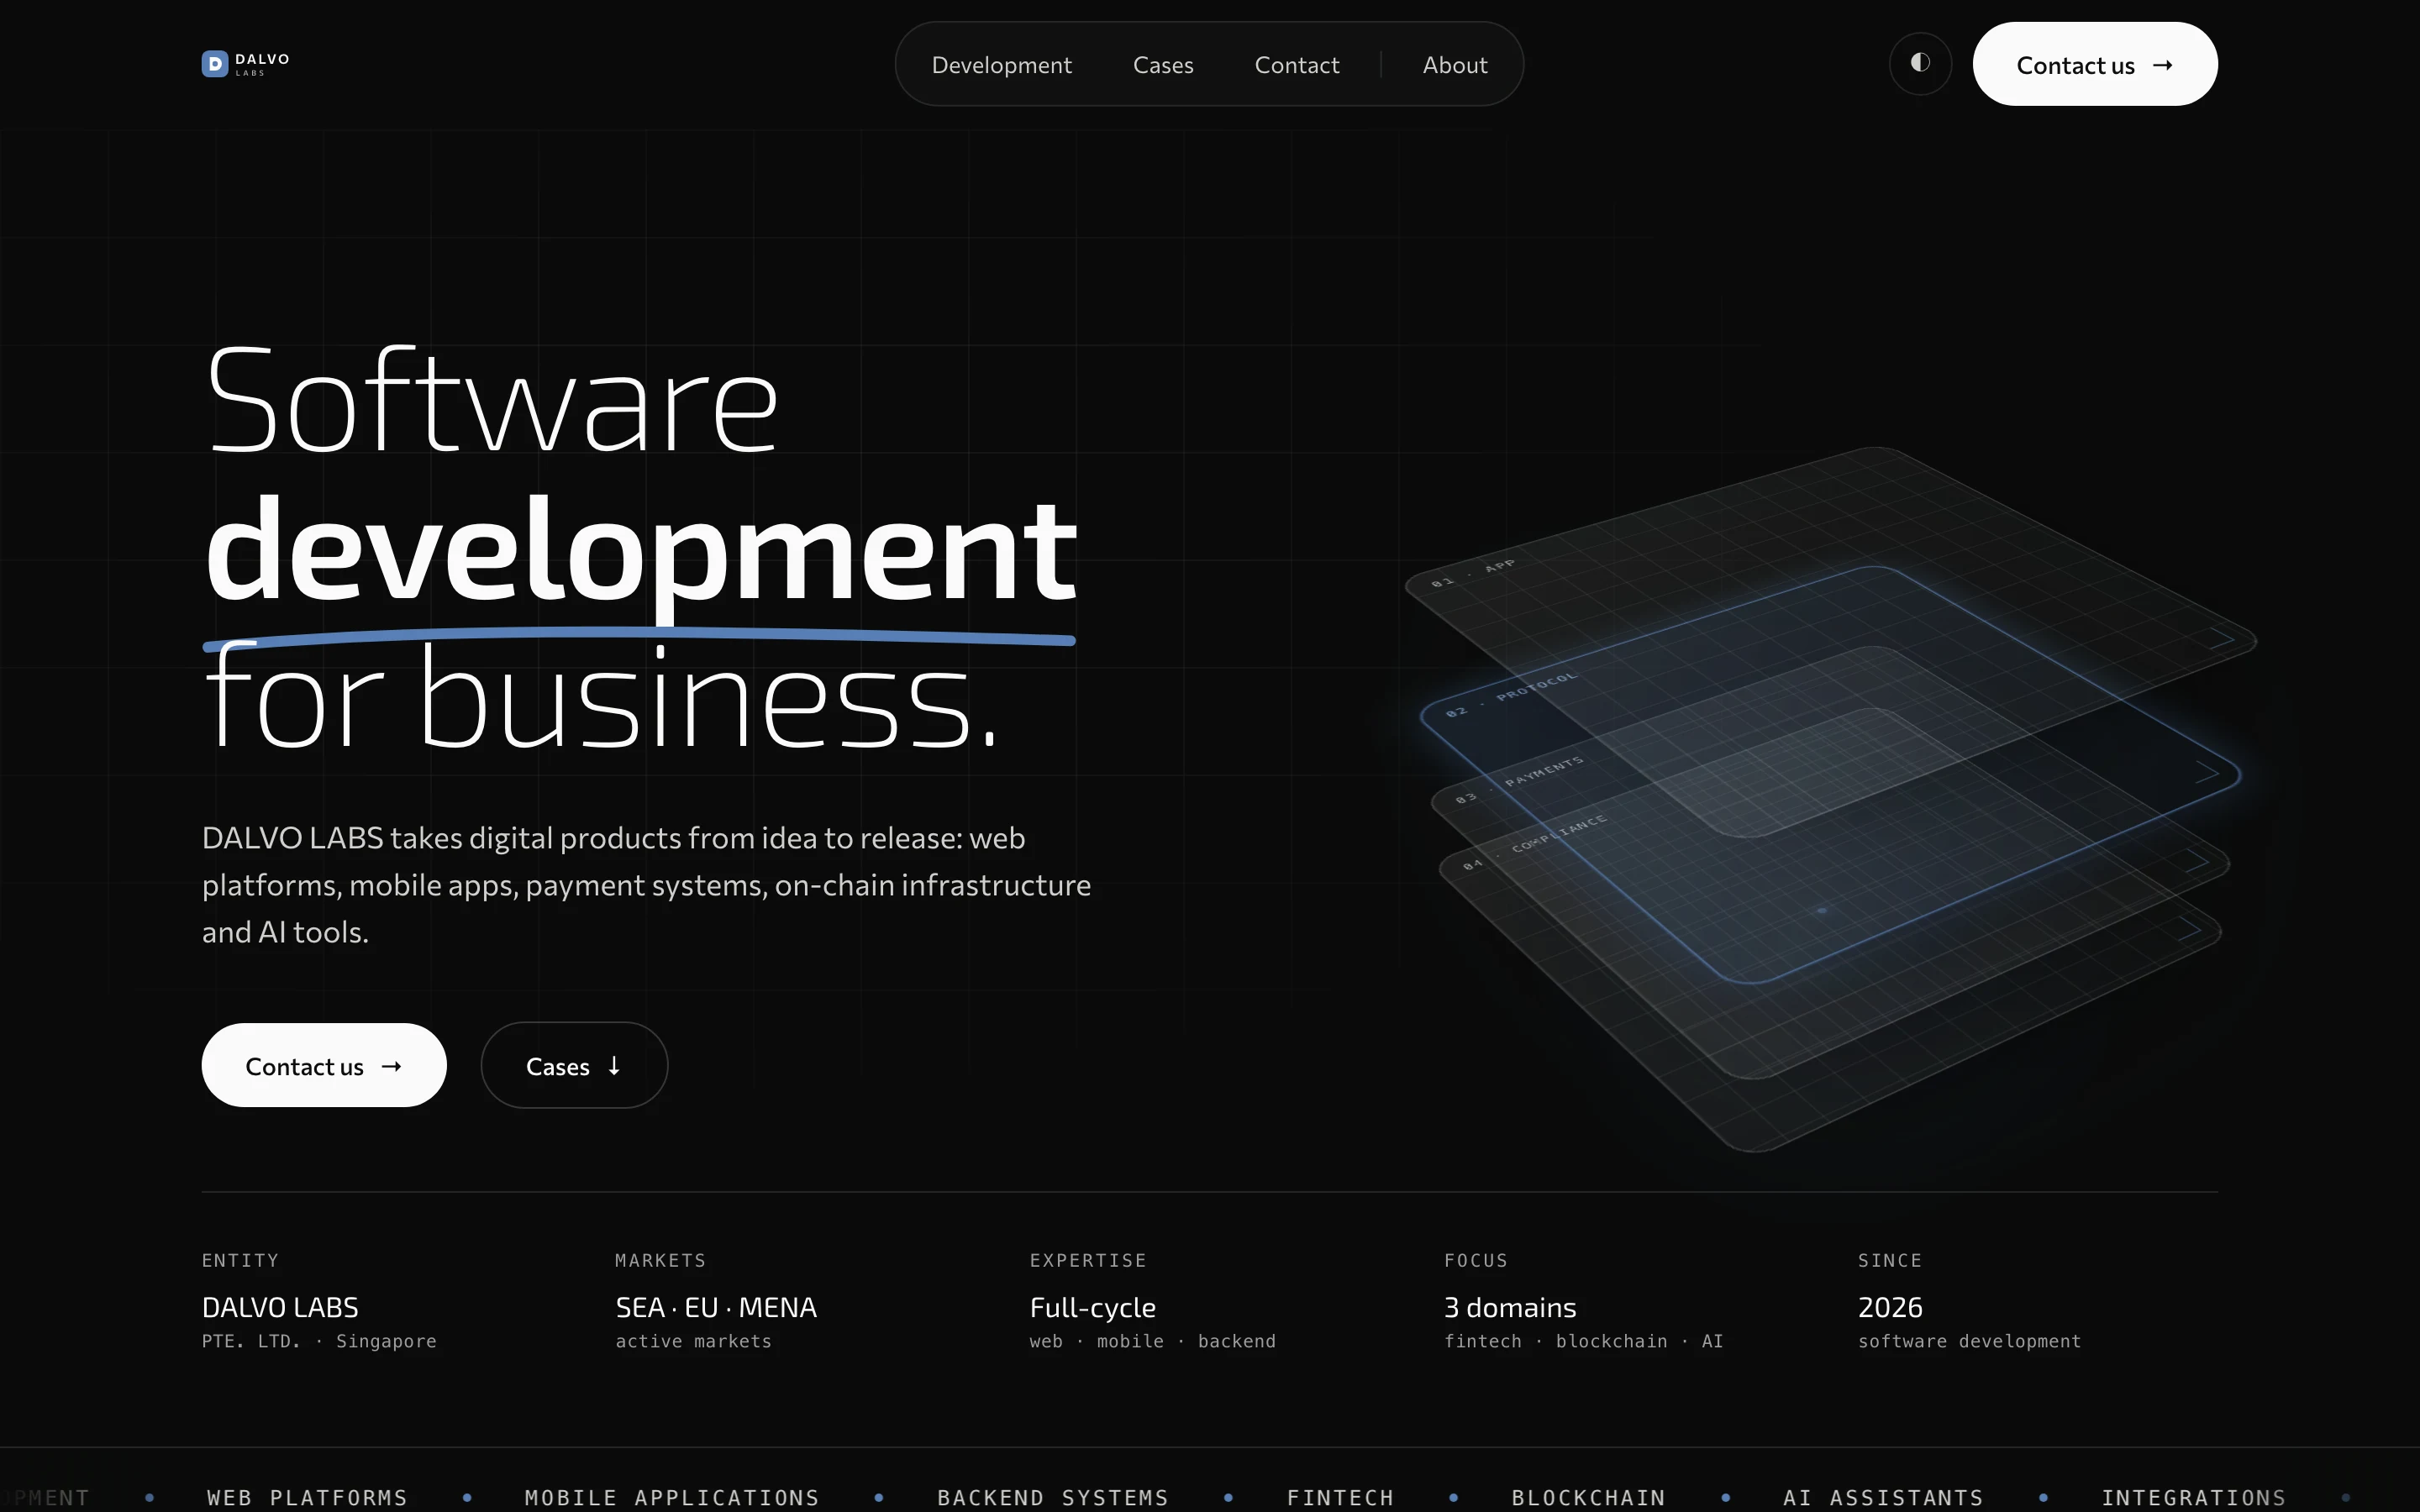 DALVO
LABS
Development
Cases
Contact
About
Contact us →
Software
development
for business.
DALVO LABS takes digital products from idea to release: web
platforms, mobile apps, payment systems, on-chain infrastructure
and AI tools.
Contact us →
Cases ↓
01 · APP
02 · PROTOCOL
03 · PAYMENTS
04 · COMPLIANCE
ENTITY
DALVO LABS
PTE. LTD. · Singapore
MARKETS
SEA · EU · MENA
active markets
EXPERTISE
Full-cycle
web · mobile · backend
FOCUS
3 domains
fintech · blockchain · AI
SINCE
2026
software development
PMENT • WEB PLATFORMS • MOBILE APPLICATIONS • BACKEND SYSTEMS • FINTECH • BLOCKCHAIN • AI ASSISTANTS • INTEGRATIONS •